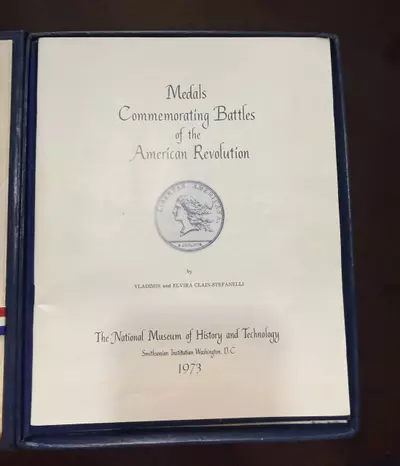 Medals
Commemorating Battles
of the
American Revolution
LIBERTAS AMERICANA
by
VLADIMIR and ELVIRA CLAIN-STEFANELLI
The National Museum of History and Technology
Smithsonian Institution Washington, D.C.
1973